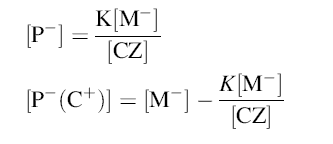 [P⁻] = K[M⁻] / [CZ]
[P⁻(C⁺)] = [M⁻] − K[M⁻] / [CZ]